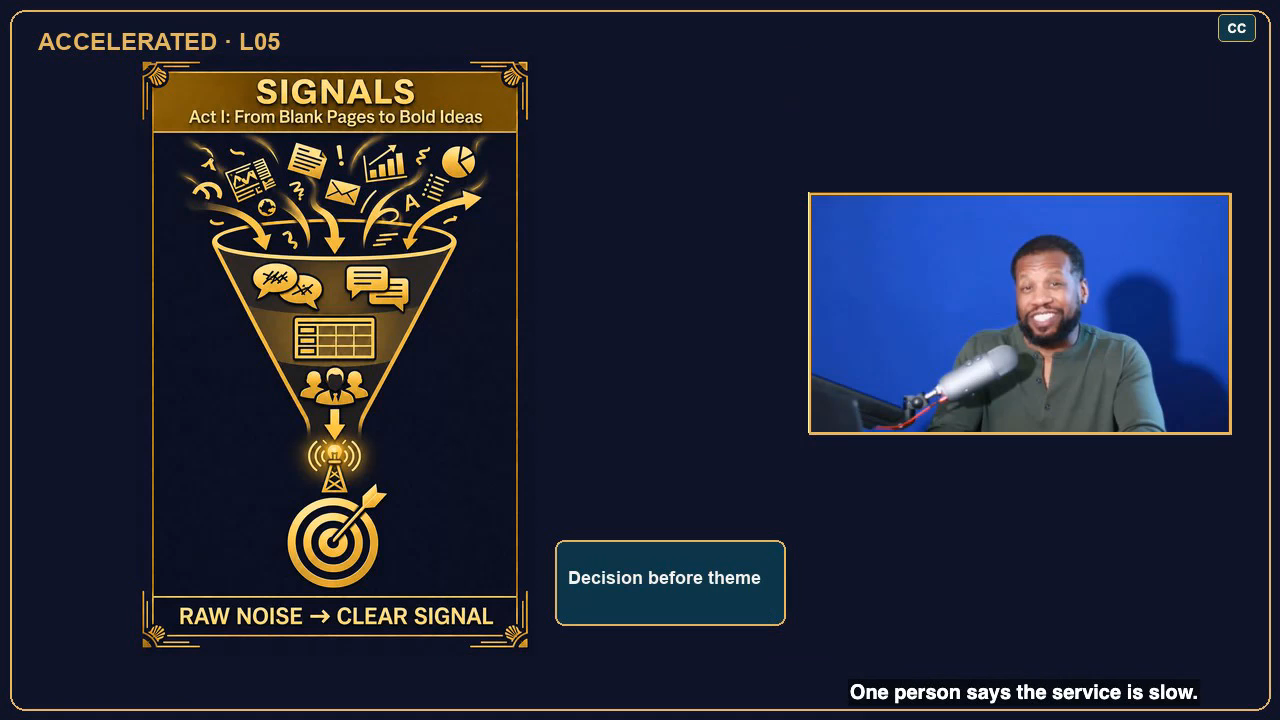 ACCELERATED · L05
CC
SIGNALS
Act I: From Blank Pages to Bold Ideas
A
RAW NOISE → CLEAR SIGNAL
Decision before theme
One person says the service is slow.